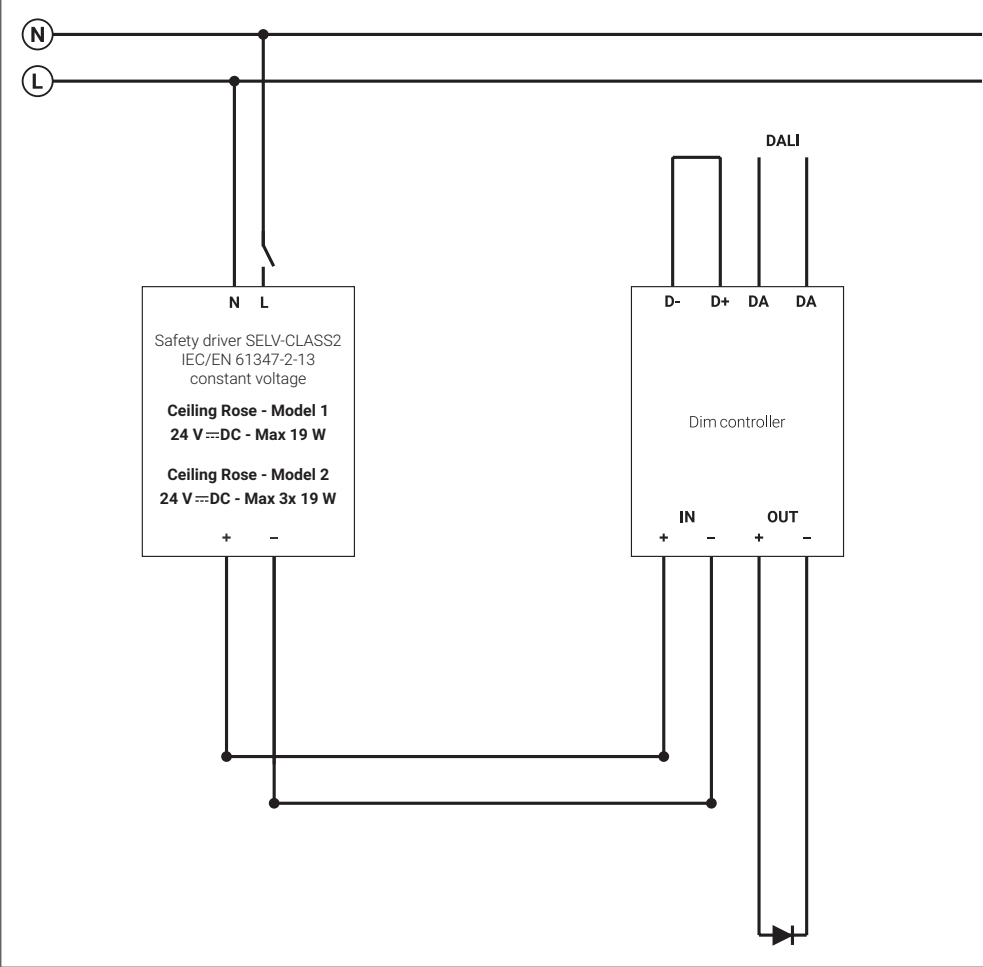 N
L
DALI
N L
D- D+ DA DA
Safety driver SELV-CLASS2
IEC/EN 61347-2-13
constant voltage
Ceiling Rose - Model 1
24 V⎓DC - Max 19 W
Ceiling Rose - Model 2
24 V⎓DC - Max 3x 19 W
+ −
Dim controller
IN OUT
+ − + −